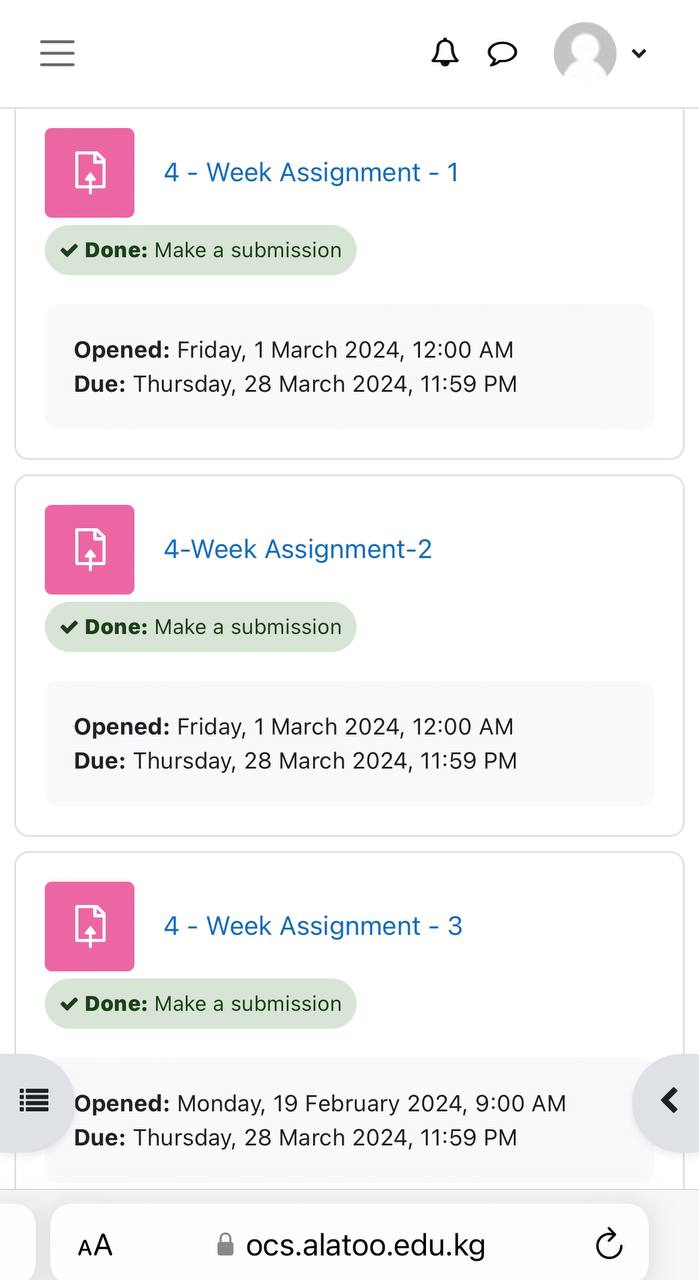 4 - Week Assignment - 1
Done: Make a submission
Opened: Friday, 1 March 2024, 12:00 AM
Due: Thursday, 28 March 2024, 11:59 PM
4-Week Assignment-2
Done: Make a submission
Opened: Friday, 1 March 2024, 12:00 AM
Due: Thursday, 28 March 2024, 11:59 PM
4 - Week Assignment - 3
Done: Make a submission
Opened: Monday, 19 February 2024, 9:00 AM
Due: Thursday, 28 March 2024, 11:59 PM
AA ocs.alatoo.edu.kg